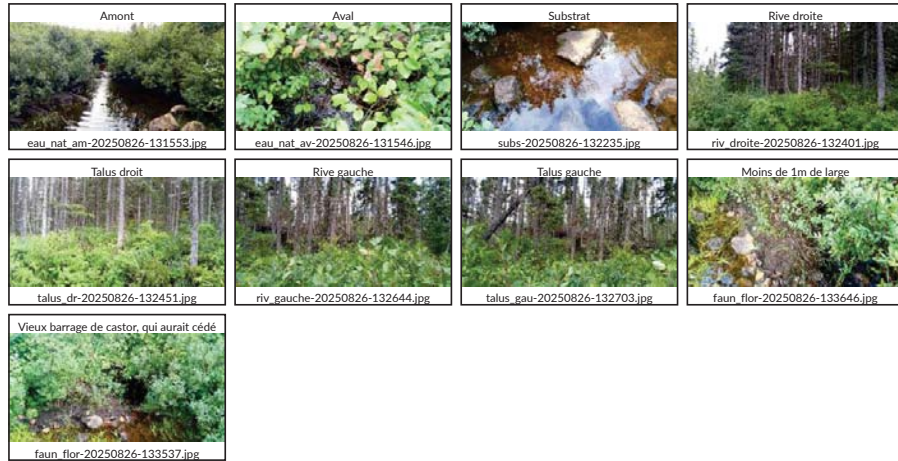 Amont
Aval
Substrat
Rive droite
eau_nat_am-20250826-131553.jpg
eau_nat_av-20250826-131546.jpg
subs-20250826-132235.jpg
riv_droite-20250826-132401.jpg
Talus droit
Rive gauche
Talus gauche
Moins de 1m de large
talus_dr-20250826-132451.jpg
riv_gauche-20250826-132644.jpg
talus_gau-20250826-132703.jpg
faun_flor-20250826-133646.jpg
Vieux barrage de castor, qui aurait cédé
faun_flor-20250826-133537.jpg